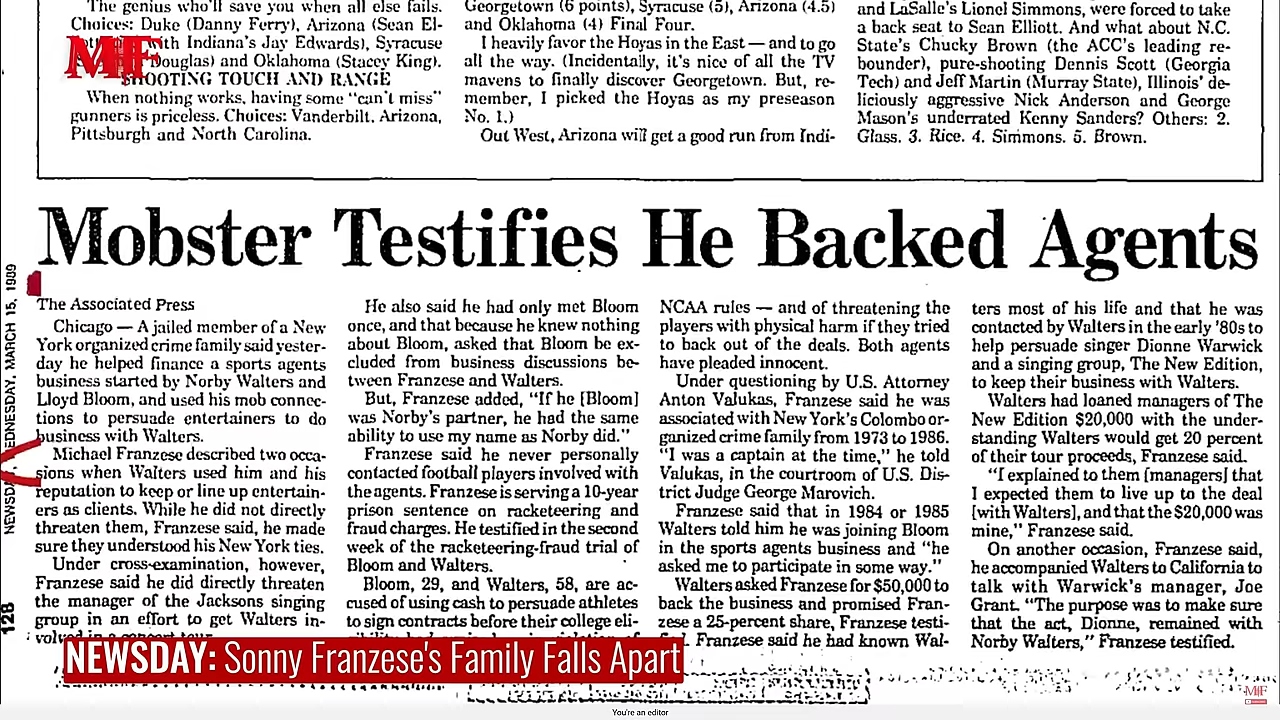 The genius who'll save you when all else fails.
Choices: Duke (Danny Ferry), Arizona (Sean El-
with Indiana's Jay Edwards), Syracuse
Douglas) and Oklahoma (Stacey King).
SHOOTING TOUCH AND RANGE
When nothing works, having some "can't miss"
gunners is priceless. Choices: Vanderbilt, Arizona,
Pittsburgh and North Carolina.
Georgetown (6 points), Syracuse (5), Arizona (4.5)
and Oklahoma (4) Final Four.
I heavily favor the Hoyas in the East — and to go
all the way. (Incidentally, it's nice of all the TV
mavens to finally discover Georgetown. But, re-
member, I picked the Hoyas as my preseason
No. 1.)
Out West, Arizona will get a good run from Indi-
and LaSalle's Lionel Simmons, were forced to take
a back seat to Sean Elliott. And what about N.C.
State's Chucky Brown (the ACC's leading re-
bounder), pure-shooting Dennis Scott (Georgia
Tech) and Jeff Martin (Murray State), Illinois' de-
liciously aggressive Nick Anderson and George
Mason's underrated Kenny Sanders? Others: 2.
Glass. 3. Rice. 4. Simmons. 5. Brown.
MF
Mobster Testifies He Backed Agents
The Associated Press
Chicago — A jailed member of a New
York organized crime family said yester-
day he helped finance a sports agents
business started by Norby Walters and
Lloyd Bloom, and used his mob connec-
tions to persuade entertainers to do
business with Walters.
Michael Franzese described two occa-
sions when Walters used him and his
reputation to keep or line up entertain-
ers as clients. While he did not directly
threaten them, Franzese said, he made
sure they understood his New York ties.
Under cross-examination, however,
Franzese said he did directly threaten
the manager of the Jacksons singing
group in an effort to get Walters in-
volved in a concert tour.
He also said he had only met Bloom
once, and that because he knew nothing
about Bloom, asked that Bloom be ex-
cluded from business discussions be-
tween Franzese and Walters.
But, Franzese added, "If he [Bloom]
was Norby's partner, he had the same
ability to use my name as Norby did."
Franzese said he never personally
contacted football players involved with
the agents. Franzese is serving a 10-year
prison sentence on racketeering and
fraud charges. He testified in the second
week of the racketeering-fraud trial of
Bloom and Walters.
Bloom, 29, and Walters, 58, are ac-
cused of using cash to persuade athletes
to sign contracts before their college eli-
NCAA rules — and of threatening the
players with physical harm if they tried
to back out of the deals. Both agents
have pleaded innocent.
Under questioning by U.S. Attorney
Anton Valukas, Franzese said he was
associated with New York's Colombo or-
ganized crime family from 1973 to 1986.
"I was a captain at the time," he told
Valukas, in the courtroom of U.S. Dis-
trict Judge George Marovich.
Franzese said that in 1984 or 1985
Walters told him he was joining Bloom
in the sports agents business and "he
asked me to participate in some way."
Walters asked Franzese for $50,000 to
back the business and promised Fran-
zese a 25-percent share, Franzese testi-
Franzese said he had known Wal-
ters most of his life and that he was
contacted by Walters in the early '80s to
help persuade singer Dionne Warwick
and a singing group, The New Edition,
to keep their business with Walters.
Walters had loaned managers of The
New Edition $20,000 with the under-
standing Walters would get 20 percent
of their tour proceeds, Franzese said.
"I explained to them [managers] that
I expected them to live up to the deal
[with Walters], and that the $20,000 was
mine," Franzese said.
On another occasion, Franzese said,
he accompanied Walters to California to
talk with Warwick's manager, Joe
Grant. "The purpose was to make sure
that the act, Dionne, remained with
Norby Walters," Franzese testified.
NEWSDAY, WEDNESDAY, MARCH 15, 1989
128
NEWSDAY: Sonny Franzese's Family Falls Apart
MF
You're an editor